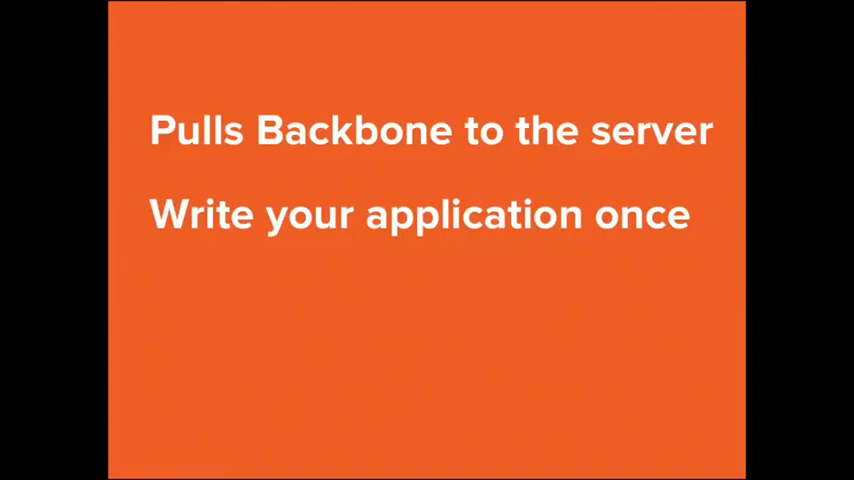 Pulls Backbone to the server
Write your application once